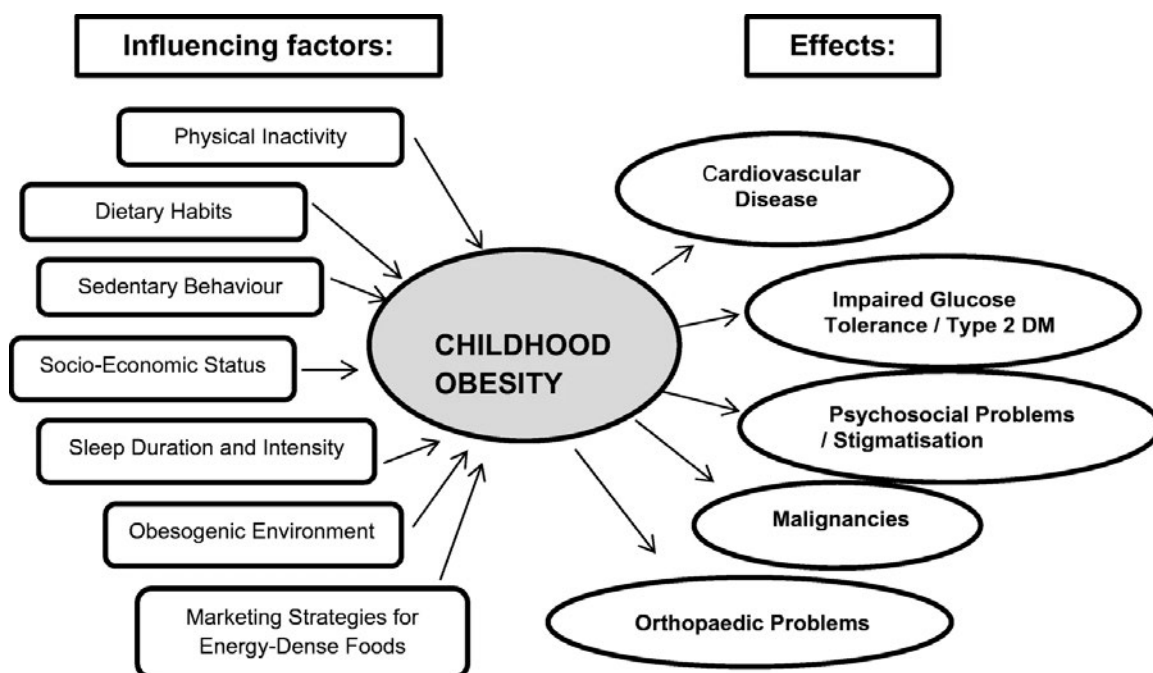 Influencing factors:
Effects:
Physical Inactivity
Dietary Habits
Sedentary Behaviour
Socio-Economic Status
Sleep Duration and Intensity
Obesogenic Environment
Marketing Strategies for
Energy-Dense Foods
CHILDHOOD
OBESITY
Cardiovascular
Disease
Impaired Glucose
Tolerance / Type 2 DM
Psychosocial Problems
/ Stigmatisation
Malignancies
Orthopaedic Problems